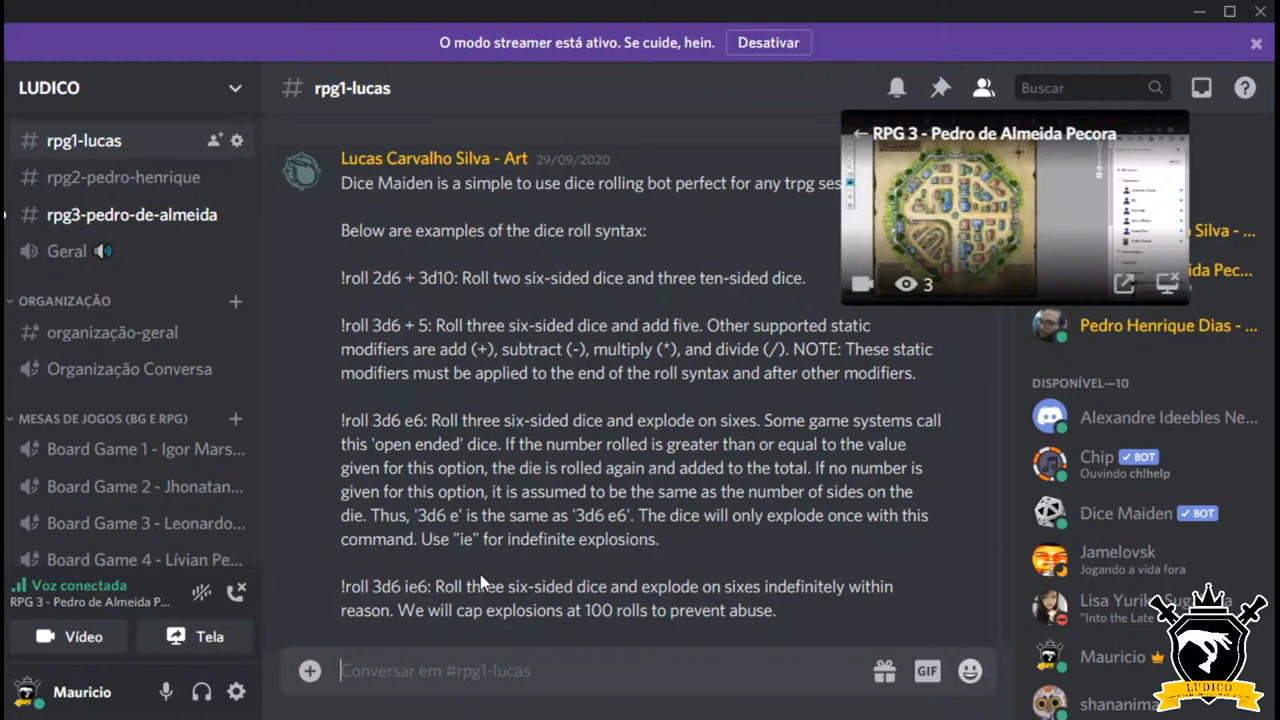 O modo streamer está ativo. Se cuide, hein.
Desativar
LUDICO
rpg1-lucas
Buscar
rpg1-lucas
rpg2-pedro-henrique
rpg3-pedro-de-almeida
Geral
ORGANIZAÇÃO
organização-geral
Organização Conversa
MESAS DE JOGOS (BG E RPG)
Board Game 1 - Igor Mars...
Board Game 2 - Jhonatan...
Board Game 3 - Leonardo...
Board Game 4 - Lívian Pe...
Voz conectada
RPG 3 - Pedro de Almeida P...
Vídeo
Tela
Mauricio
Lucas Carvalho Silva - Art 29/09/2020
Dice Maiden is a simple to use dice rolling bot perfect for any trpg ses
Below are examples of the dice roll syntax:
!roll 2d6 + 3d10: Roll two six-sided dice and three ten-sided dice.
!roll 3d6 + 5: Roll three six-sided dice and add five. Other supported static
modifiers are add (+), subtract (-), multiply (*), and divide (/). NOTE: These static
modifiers must be applied to the end of the roll syntax and after other modifiers.
!roll 3d6 e6: Roll three six-sided dice and explode on sixes. Some game systems call
this 'open ended' dice. If the number rolled is greater than or equal to the value
given for this option, the die is rolled again and added to the total. If no number is
given for this option, it is assumed to be the same as the number of sides on the
die. Thus, '3d6 e' is the same as '3d6 e6'. The dice will only explode once with this
command. Use "ie" for indefinite explosions.
!roll 3d6 ie6: Roll three six-sided dice and explode on sixes indefinitely within
reason. We will cap explosions at 100 rolls to prevent abuse.
Conversar em #rpg1-lucas
GIF
RPG 3 - Pedro de Almeida Pecora
3
Silva - ...
ida Pec...
Pedro Henrique Dias - ...
DISPONÍVEL—10
Alexandre Ideebles Ne...
Chip BOT
Ouvindo ch!help
Dice Maiden BOT
Jamelovsk
Jogando a vida fora
Lisa Yurik
"Into the Late
Mauricio
shananima
LUDICO